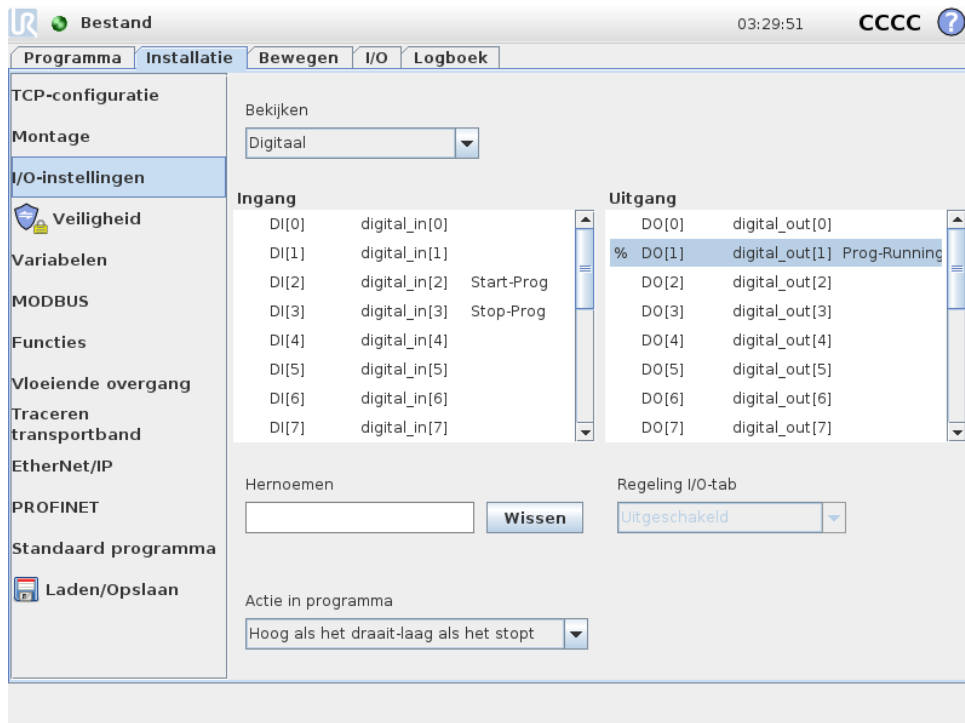 UR Bestand 03:29:51 CCCC ?
Programma Installatie Bewegen I/O Logboek
TCP-configuratie
Montage
I/O-instellingen
Veiligheid
Variabelen
MODBUS
Functies
Vloeiende overgang
Traceren
transportband
EtherNet/IP
PROFINET
Standaard programma
Laden/Opslaan
Bekijken
Digitaal
Ingang
DI[0] digital_in[0]
DI[1] digital_in[1]
DI[2] digital_in[2] Start-Prog
DI[3] digital_in[3] Stop-Prog
DI[4] digital_in[4]
DI[5] digital_in[5]
DI[6] digital_in[6]
DI[7] digital_in[7]
Uitgang
DO[0] digital_out[0]
% DO[1] digital_out[1] Prog-Running
DO[2] digital_out[2]
DO[3] digital_out[3]
DO[4] digital_out[4]
DO[5] digital_out[5]
DO[6] digital_out[6]
DO[7] digital_out[7]
Hernoemen
Wissen
Regeling I/O-tab
Uitgeschakeld
Actie in programma
Hoog als het draait-laag als het stopt